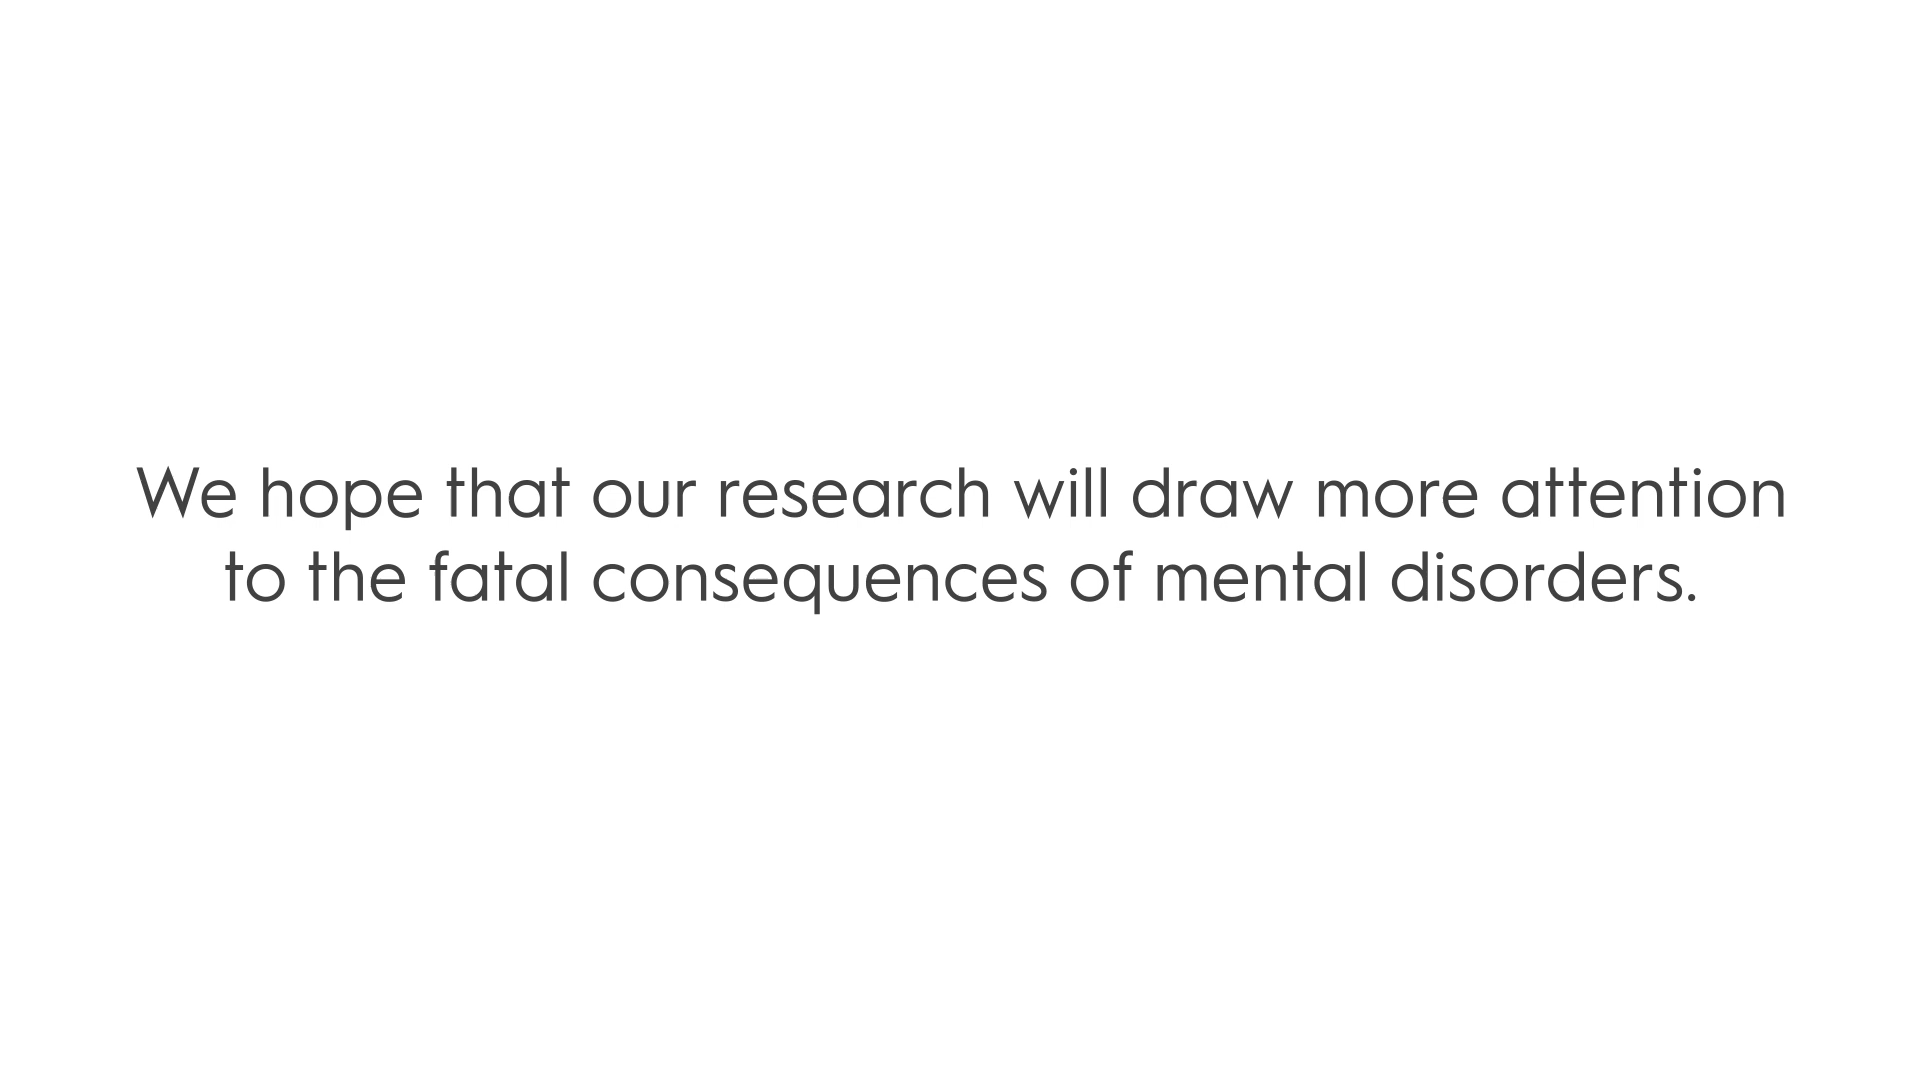 We hope that our research will draw more attention
to the fatal consequences of mental disorders.